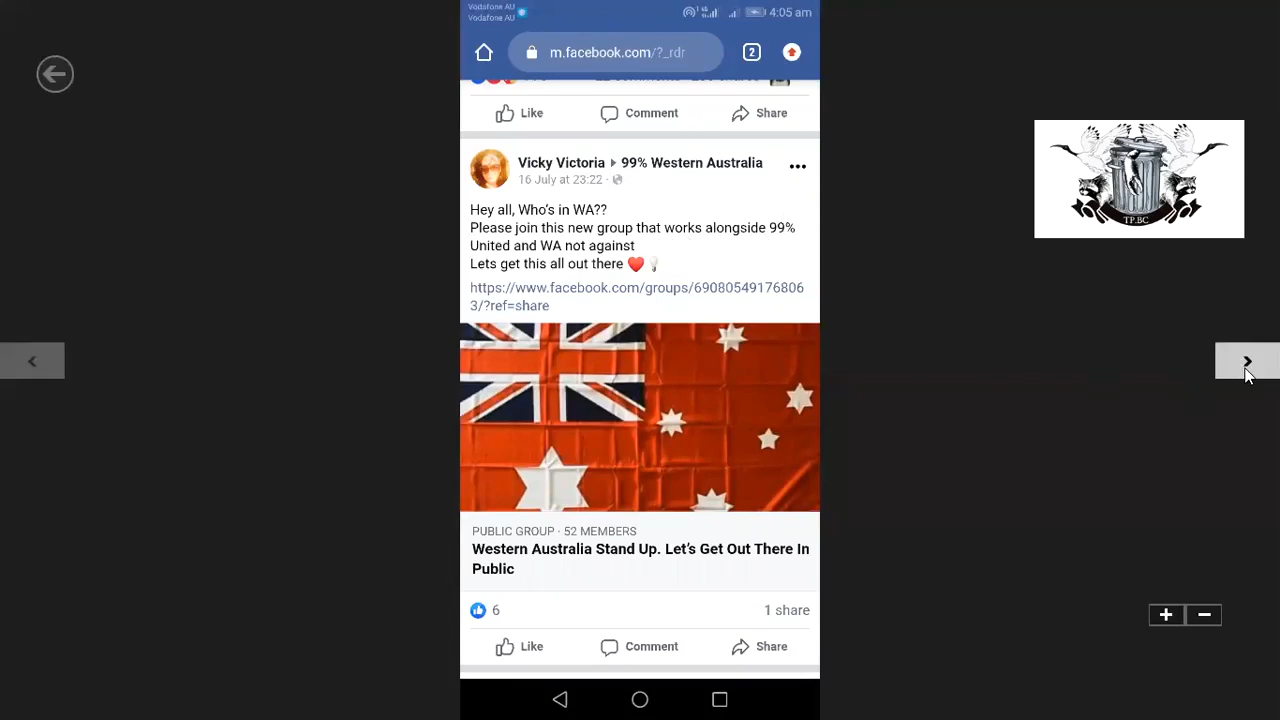 Vodafone AU
Vodafone AU
4:05 am
m.facebook.com/?_rdr
2
Like
Comment
Share
Vicky Victoria ▸ 99% Western Australia
16 July at 23:22 ·
Hey all, Who's in WA??
Please join this new group that works alongside 99%
United and WA not against
Lets get this all out there ❤️💡
https://www.facebook.com/groups/69080549176806
3/?ref=share
PUBLIC GROUP · 52 MEMBERS
Western Australia Stand Up. Let's Get Out There In
Public
6
1 share
Like
Comment
Share
TP.BC